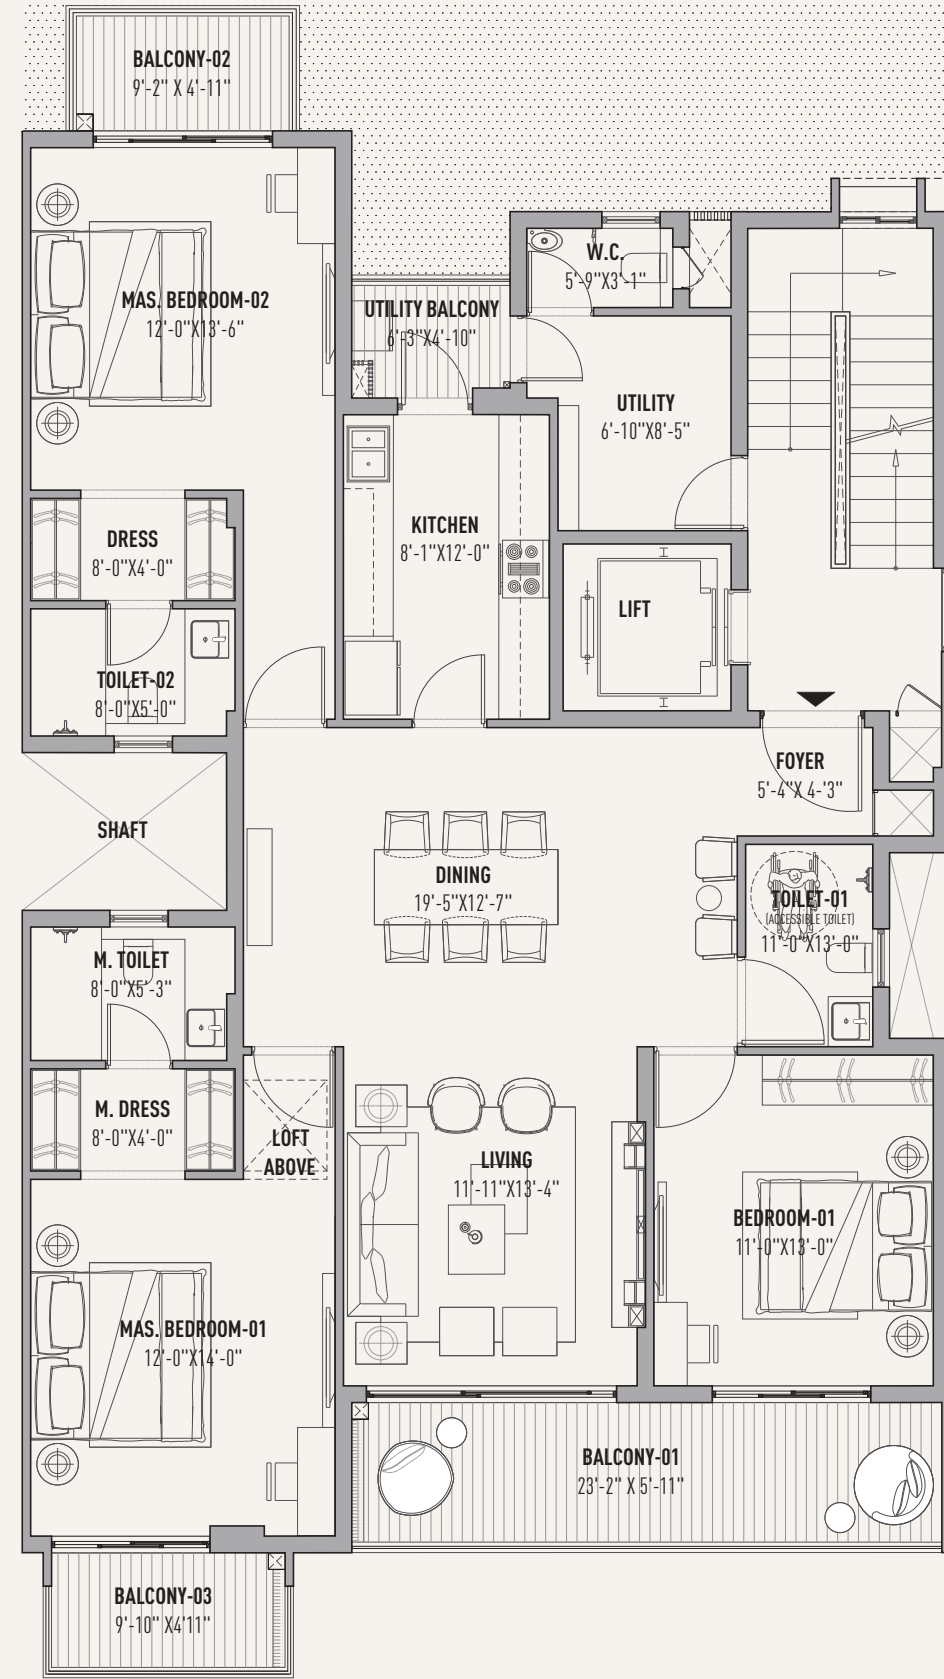 BALCONY-02
9'-2" X 4'-11"
W.C.
5'-9"X3'-1"
MAS. BEDROOM-02
12'-0"X13'-6"
UTILITY BALCONY
6'-3"X4'-10"
UTILITY
6'-10"X8'-5"
KITCHEN
8'-1"X12'-0"
DRESS
8'-0"X4'-0"
LIFT
TOILET-02
8'-0"X5'-0"
FOYER
5'-4"X 4-'3"
SHAFT
DINING
19'-5"X12'-7"
TOILET-01
(ACCESSIBLE TOILET)
11'-0"X13'-0"
M. TOILET
8'-0"X5'-3"
M. DRESS
8'-0"X4'-0"
LOFT
ABOVE
LIVING
11'-11"X13'-4"
BEDROOM-01
11'-0"X13'-0"
MAS. BEDROOM-01
12'-0"X14'-0"
BALCONY-01
23'-2" X 5'-11"
BALCONY-03
9'-10" X4'11"